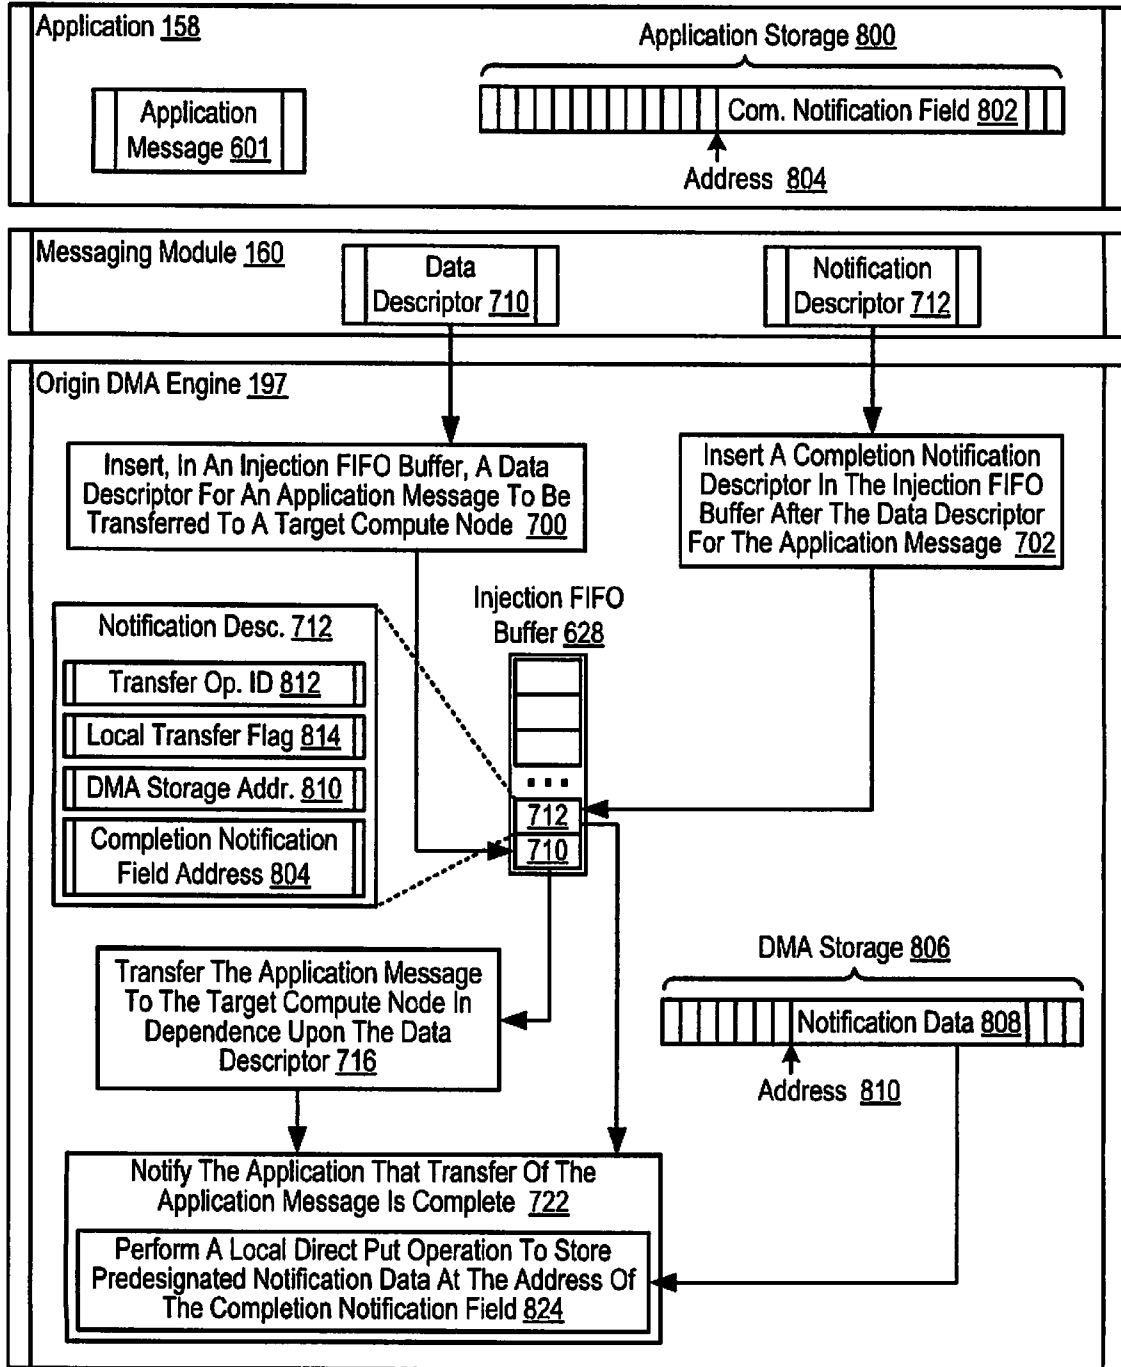 Application 158
Application Storage 800
Application
Message 601
Com. Notification Field 802
Address 804
Messaging Module 160
Data
Descriptor 710
Notification
Descriptor 712
Origin DMA Engine 197
Insert, In An Injection FIFO Buffer, A Data
Descriptor For An Application Message To Be
Transferred To A Target Compute Node 700
Insert A Completion Notification
Descriptor In The Injection FIFO
Buffer After The Data Descriptor
For The Application Message 702
Injection FIFO
Buffer 628
Notification Desc. 712
Transfer Op. ID 812
Local Transfer Flag 814
DMA Storage Addr. 810
Completion Notification
Field Address 804
712
710
Transfer The Application Message
To The Target Compute Node In
Dependence Upon The Data
Descriptor 716
DMA Storage 806
Notification Data 808
Address 810
Notify The Application That Transfer Of The
Application Message Is Complete 722
Perform A Local Direct Put Operation To Store
Predesignated Notification Data At The Address Of
The Completion Notification Field 824